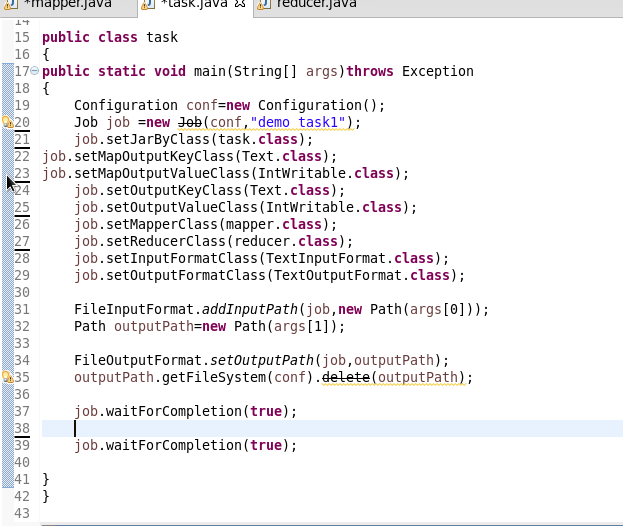 *mapper.java *task.java reducer.java
14
15 public class task
16 {
17 public static void main(String[] args)throws Exception
18 {
19 Configuration conf=new Configuration();
20 Job job =new Job(conf,"demo task1");
21 job.setJarByClass(task.class);
22 job.setMapOutputKeyClass(Text.class);
23 job.setMapOutputValueClass(IntWritable.class);
24 job.setOutputKeyClass(Text.class);
25 job.setOutputValueClass(IntWritable.class);
26 job.setMapperClass(mapper.class);
27 job.setReducerClass(reducer.class);
28 job.setInputFormatClass(TextInputFormat.class);
29 job.setOutputFormatClass(TextOutputFormat.class);
30
31 FileInputFormat.addInputPath(job,new Path(args[0]));
32 Path outputPath=new Path(args[1]);
33
34 FileOutputFormat.setOutputPath(job,outputPath);
35 outputPath.getFileSystem(conf).delete(outputPath);
36
37 job.waitForCompletion(true);
38
39 job.waitForCompletion(true);
40
41 }
42 }
43